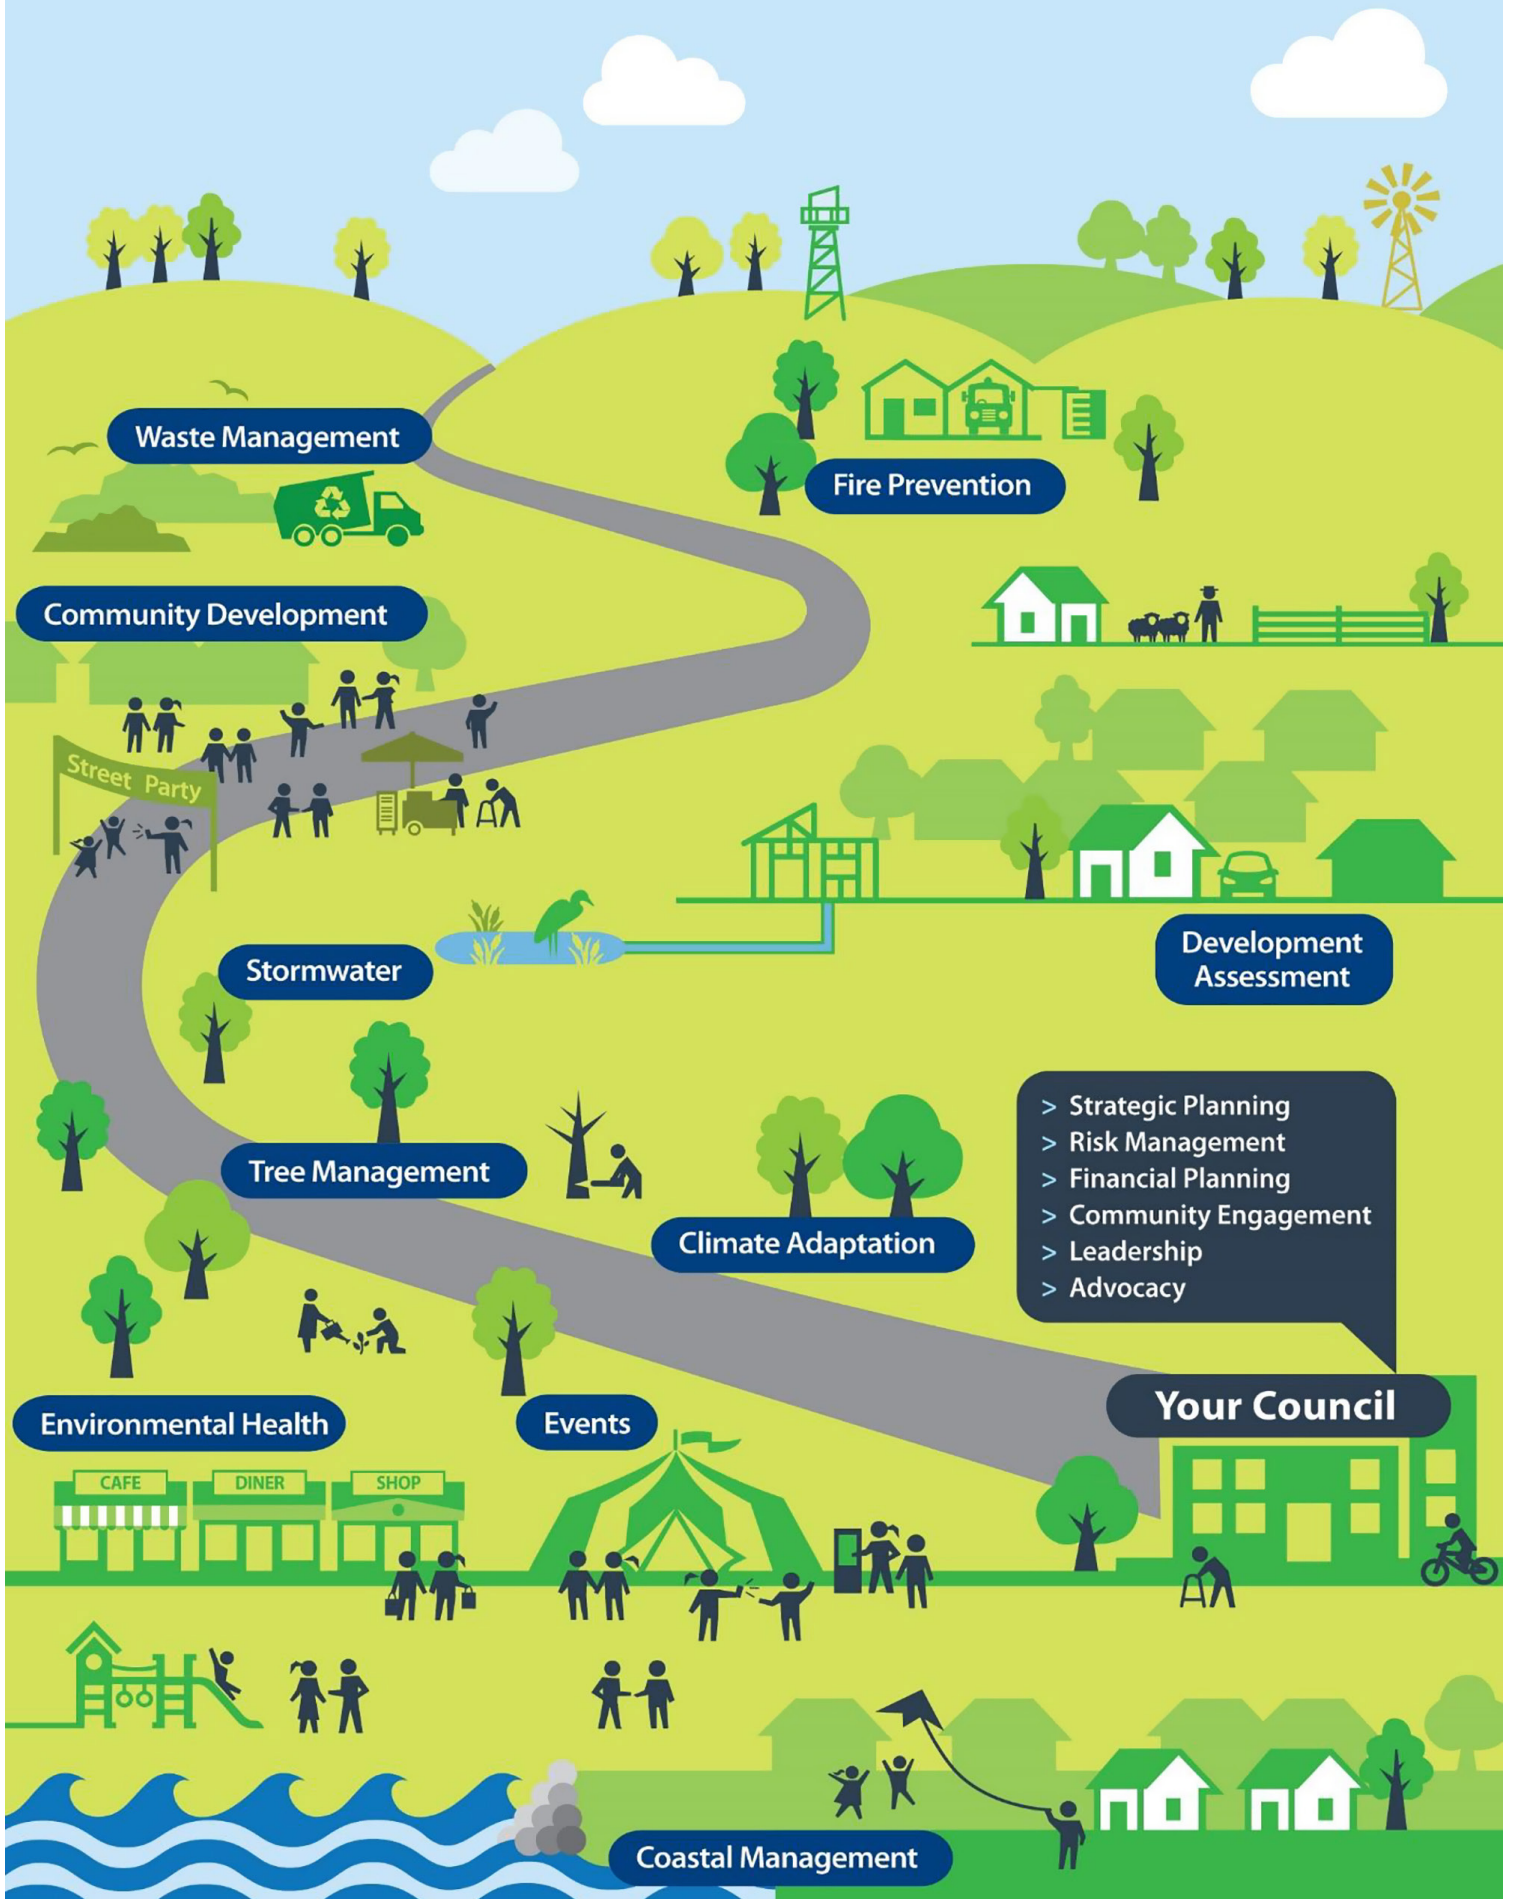 Waste Management
Fire Prevention
Community Development
Street Party
Stormwater
Development
Assessment
> Strategic Planning
> Risk Management
> Financial Planning
> Community Engagement
> Leadership
> Advocacy
Tree Management
Climate Adaptation
Your Council
Environmental Health
Events
CAFE
DINER
SHOP
Coastal Management